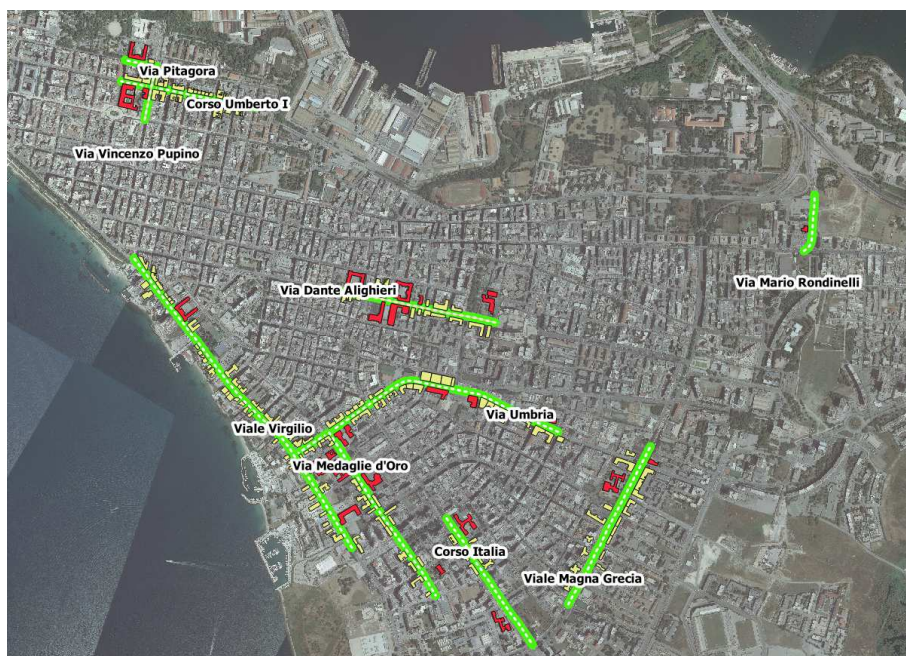 Via Pitagora
Corso Umberto I
Via Vincenzo Pupino
Via Mario Rondinelli
Via Dante Alighieri
Via Umbria
Viale Virgilio
Via Medaglie d'Oro
Corso Italia
Viale Magna Grecia